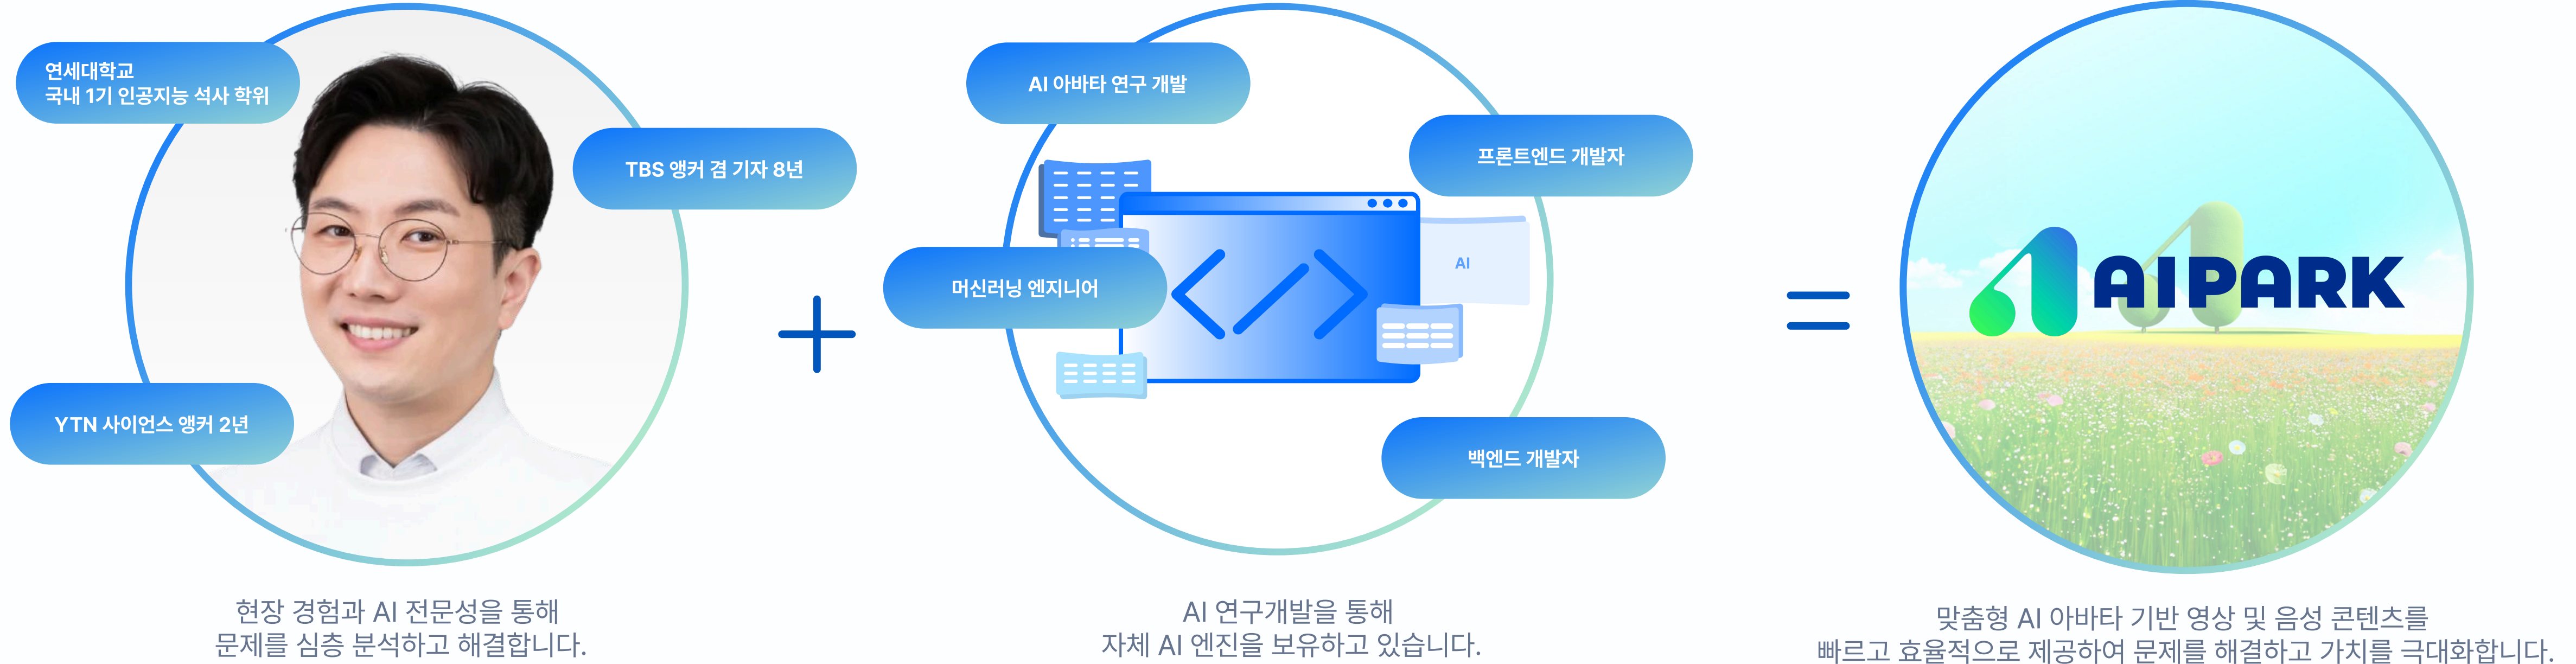 연세대학교
국내 1기 인공지능 석사 학위
TBS 앵커 겸 기자 8년
YTN 사이언스 앵커 2년
현장 경험과 AI 전문성을 통해
문제를 심층 분석하고 해결합니다.
+
AI 아바타 연구 개발
프론트엔드 개발자
AI
머신러닝 엔지니어
</>
백엔드 개발자
AI 연구개발을 통해
자체 AI 엔진을 보유하고 있습니다.
=
AIPARK
맞춤형 AI 아바타 기반 영상 및 음성 콘텐츠를
빠르고 효율적으로 제공하여 문제를 해결하고 가치를 극대화합니다.